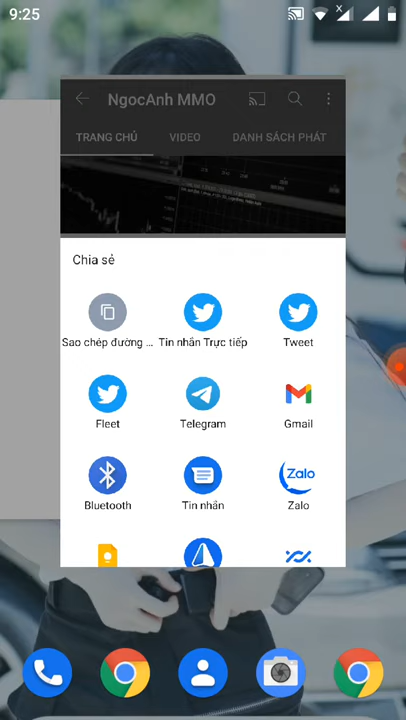 9:25
NgocAnh MMO
TRANG CHỦ
VIDEO
DANH SÁCH PHÁT
Chia sẻ
Sao chép đường ...
Tin nhắn Trực tiếp
Tweet
Fleet
Telegram
Gmail
Zalo
Bluetooth
Tin nhắn
Zalo